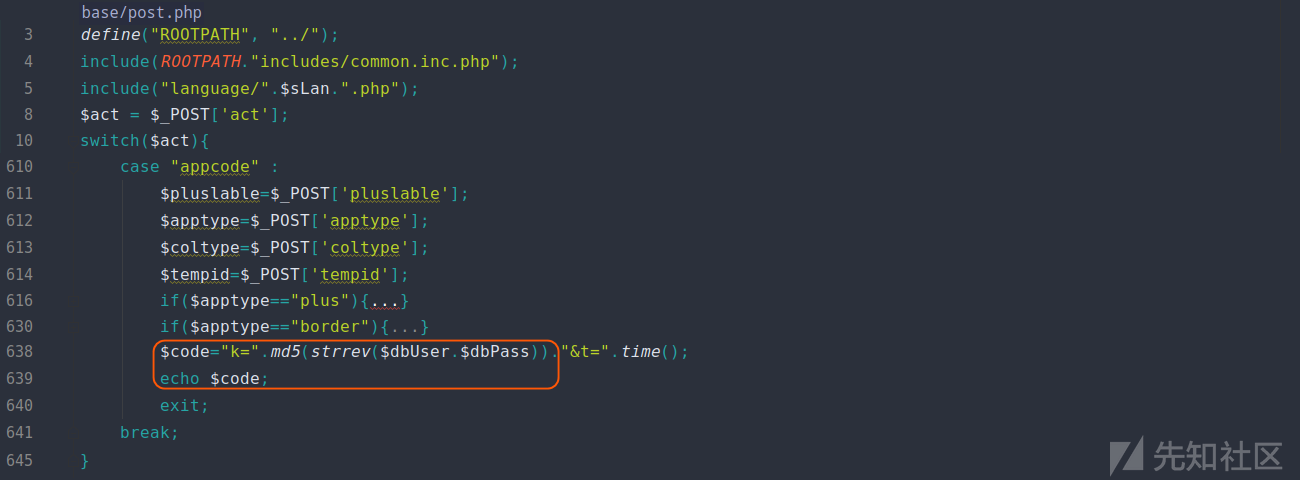 base/post.php
3 define("ROOTPATH", "../");
4 include(ROOTPATH."includes/common.inc.php");
5 include("language/".$sLan.".php");
8 $act = $_POST['act'];
10 switch($act){
610 case "appcode" :
611 $pluslable=$_POST['pluslable'];
612 $apptype=$_POST['apptype'];
613 $coltype=$_POST['coltype'];
614 $tempid=$_POST['tempid'];
616 if($apptype=="plus"){...}
630 if($apptype=="border"){...}
638 $code="k=".md5(strrev($dbUser.$dbPass))."&t=".time();
639 echo $code;
640 exit;
641 break;
645 }
先知社区